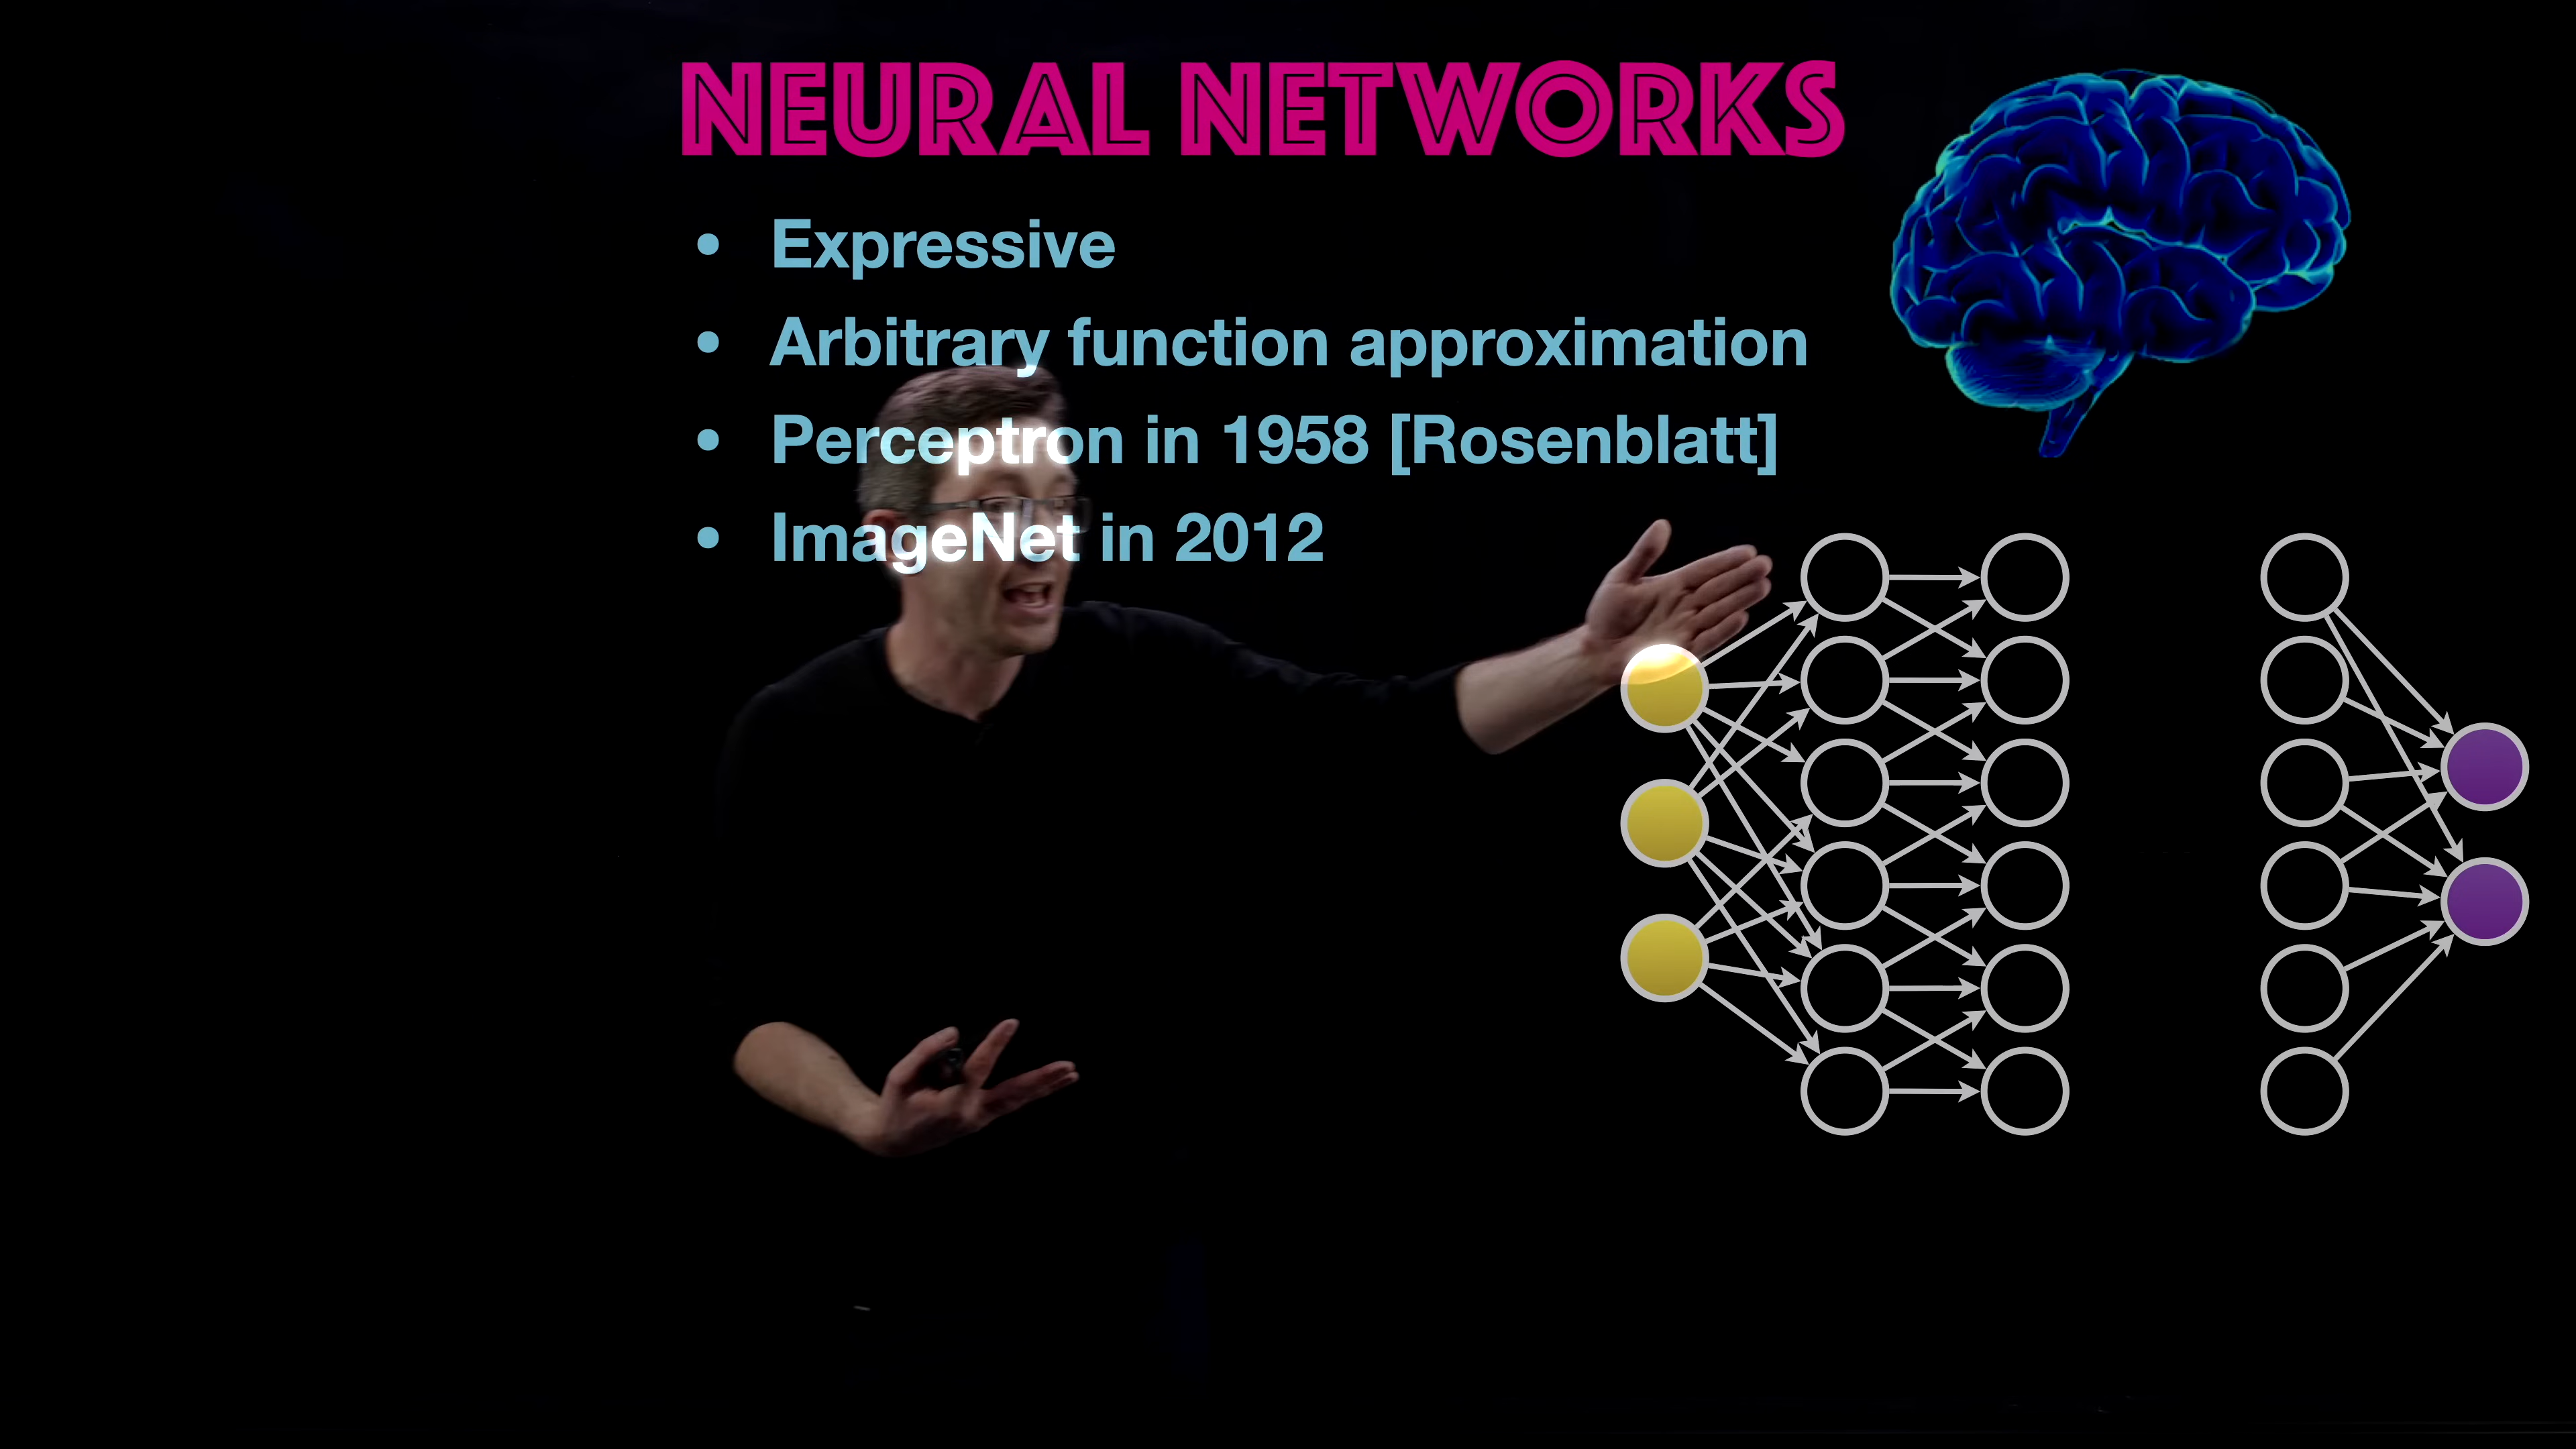 NEURAL NETWORKS
• Expressive
• Arbitrary function approximation
• Perceptron in 1958 [Rosenblatt]
• ImageNet in 2012